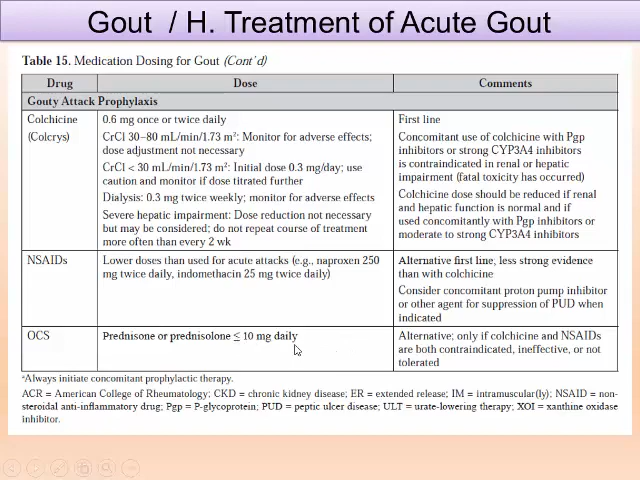 Gout / H. Treatment of Acute Gout
Table 15. Medication Dosing for Gout (Cont'd)
Drug Dose Comments
Gouty Attack Prophylaxis
Colchicine
(Colcrys)
0.6 mg once or twice daily
CrCl 30–80 mL/min/1.73 m²: Monitor for adverse effects;
dose adjustment not necessary
CrCl < 30 mL/min/1.73 m²: Initial dose 0.3 mg/day; use
caution and monitor if dose titrated further
Dialysis: 0.3 mg twice weekly; monitor for adverse effects
Severe hepatic impairment: Dose reduction not necessary
but may be considered; do not repeat course of treatment
more often than every 2 wk
First line
Concomitant use of colchicine with Pgp
inhibitors or strong CYP3A4 inhibitors
is contraindicated in renal or hepatic
impairment (fatal toxicity has occurred)
Colchicine dose should be reduced if renal
and hepatic function is normal and if
used concomitantly with Pgp inhibitors or
moderate to strong CYP3A4 inhibitors
NSAIDs
Lower doses than used for acute attacks (e.g., naproxen 250
mg twice daily, indomethacin 25 mg twice daily)
Alternative first line, less strong evidence
than with colchicine
Consider concomitant proton pump inhibitor
or other agent for suppression of PUD when
indicated
OCS
Prednisone or prednisolone ≤ 10 mg daily
Alternative; only if colchicine and NSAIDs
are both contraindicated, ineffective, or not
tolerated
ªAlways initiate concomitant prophylactic therapy.
ACR = American College of Rheumatology; CKD = chronic kidney disease; ER = extended release; IM = intramuscular(ly); NSAID = non-
steroidal anti-inflammatory drug; Pgp = P-glycoprotein; PUD = peptic ulcer disease; ULT = urate-lowering therapy; XOI = xanthine oxidase
inhibitor.